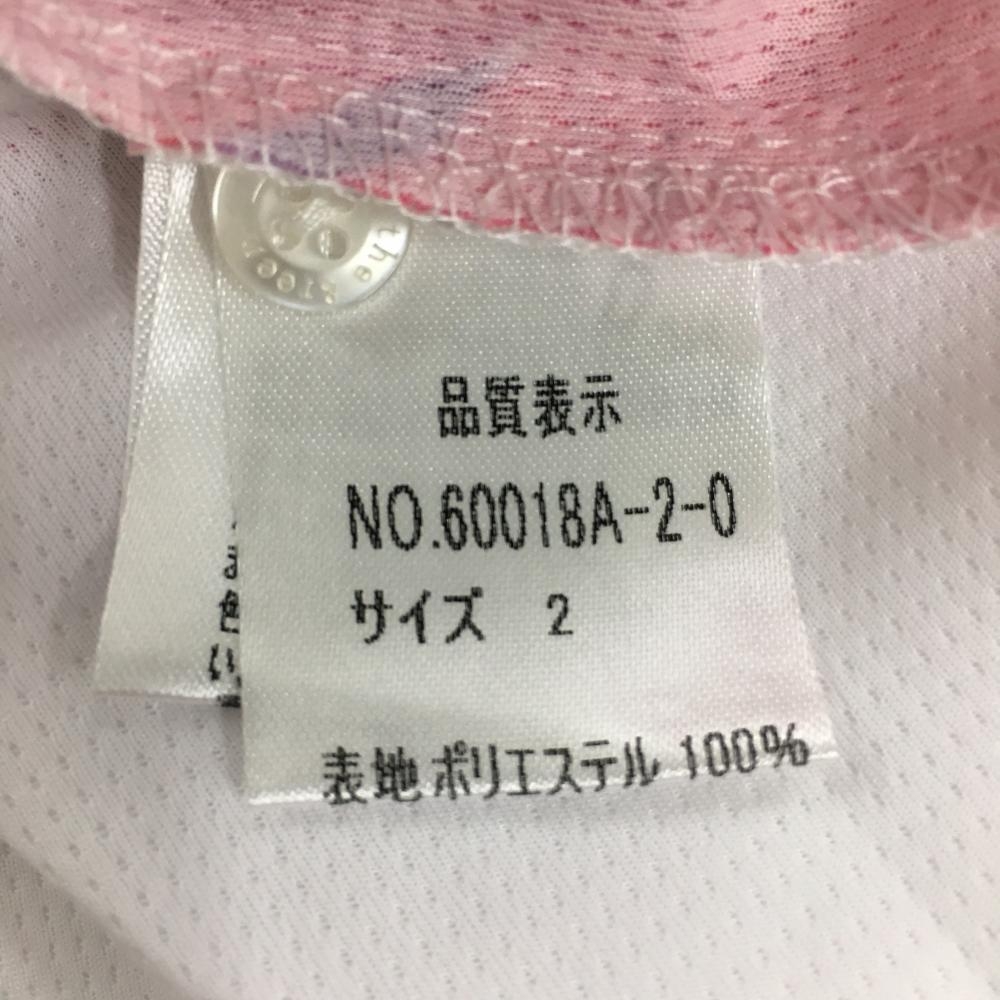 the
品質表示
NO.60018A-2-0
サイズ 2
表地 ポリエステル 100%